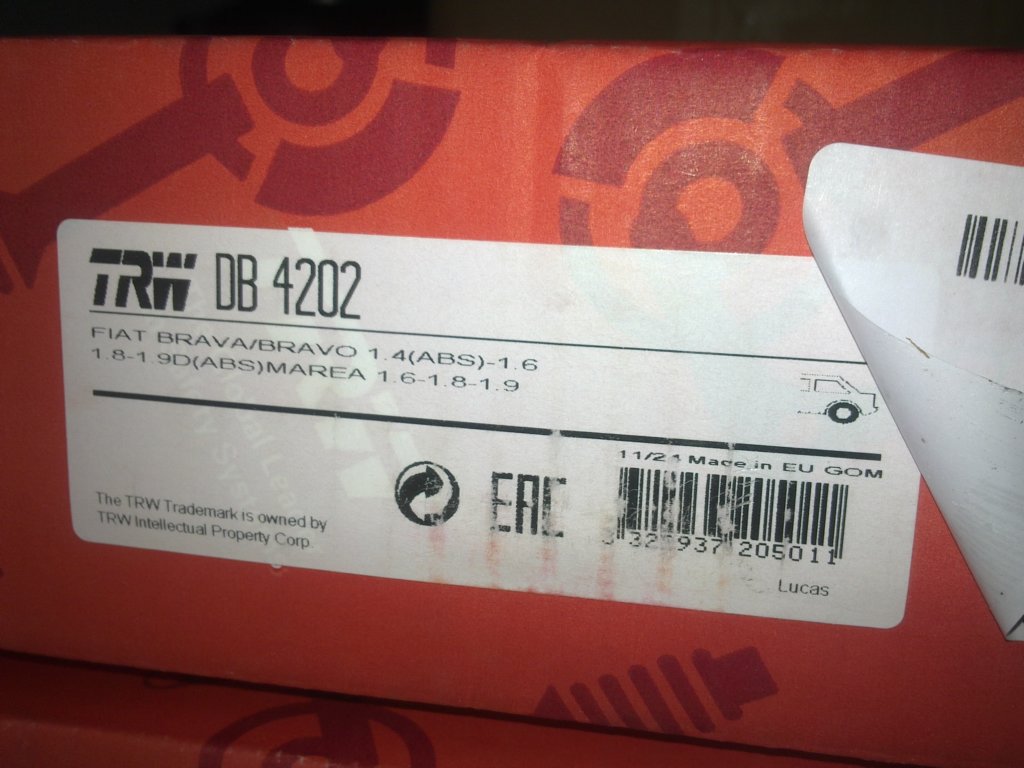 TRW DB 4202
FIAT BRAVA/BRAVO 1.4(ABS)-1.6
1.8-1.9D(ABS)MAREA 1.6-1.8-1.9
Made in EU GOM
EAC
The TRW Trademark is owned by
TRW Intellectual Property Corp.
937 205011
Lucas